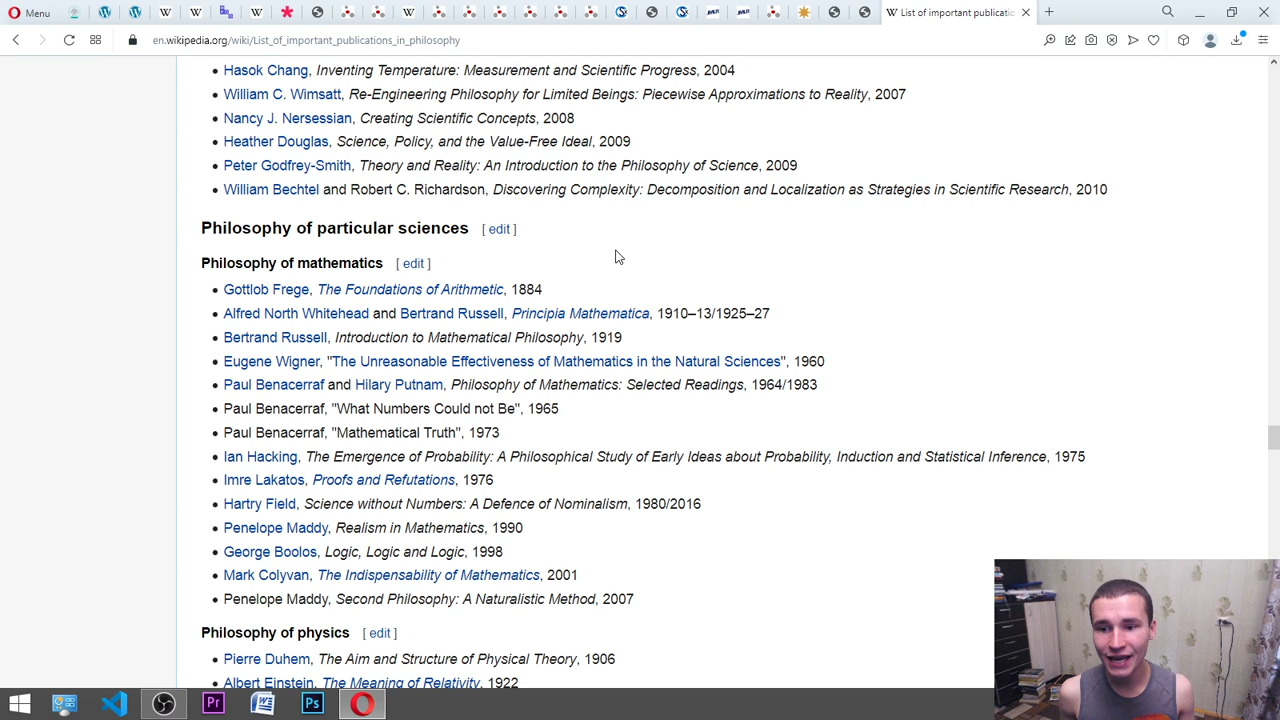 Menu
List of important publicatio
en.wikipedia.org/wiki/List_of_important_publications_in_philosophy
Hasok Chang, Inventing Temperature: Measurement and Scientific Progress, 2004
William C. Wimsatt, Re-Engineering Philosophy for Limited Beings: Piecewise Approximations to Reality, 2007
Nancy J. Nersessian, Creating Scientific Concepts, 2008
Heather Douglas, Science, Policy, and the Value-Free Ideal, 2009
Peter Godfrey-Smith, Theory and Reality: An Introduction to the Philosophy of Science, 2009
William Bechtel and Robert C. Richardson, Discovering Complexity: Decomposition and Localization as Strategies in Scientific Research, 2010
Philosophy of particular sciences [ edit ]
Philosophy of mathematics [ edit ]
Gottlob Frege, The Foundations of Arithmetic, 1884
Alfred North Whitehead and Bertrand Russell, Principia Mathematica, 1910–13/1925–27
Bertrand Russell, Introduction to Mathematical Philosophy, 1919
Eugene Wigner, "The Unreasonable Effectiveness of Mathematics in the Natural Sciences", 1960
Paul Benacerraf and Hilary Putnam, Philosophy of Mathematics: Selected Readings, 1964/1983
Paul Benacerraf, "What Numbers Could not Be", 1965
Paul Benacerraf, "Mathematical Truth", 1973
Ian Hacking, The Emergence of Probability: A Philosophical Study of Early Ideas about Probability, Induction and Statistical Inference, 1975
Imre Lakatos, Proofs and Refutations, 1976
Hartry Field, Science without Numbers: A Defence of Nominalism, 1980/2016
Penelope Maddy, Realism in Mathematics, 1990
George Boolos, Logic, Logic and Logic, 1998
Mark Colyvan, The Indispensability of Mathematics, 2001
Penelope Maddy, Second Philosophy: A Naturalistic Method, 2007
Philosophy of physics [ edit ]
Pierre Duhem, The Aim and Structure of Physical Theory, 1906
Albert Einstein, The Meaning of Relativity, 1922